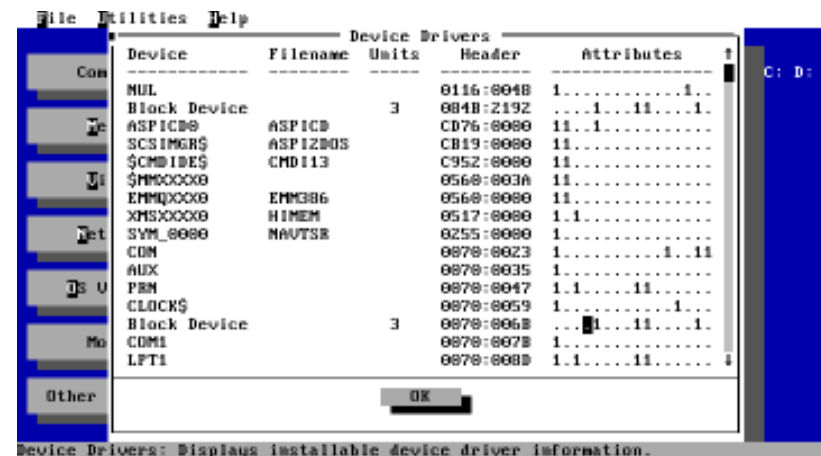 File Utilities Help
Device Drivers
Device Filename Units Header Attributes
Com C: D:
NUL 0116:0048 1............1..
Block Device 3 084B:2192 ....1...11....1.
ASPICD0 ASPICD CD76:0000 11..1...........
SCSIMGR$ ASPI2DOS CB19:0000 11..............
$CMDIDE$ CMDI13 C952:0000 11..............
$MMXXXX0 0560:003A 11..............
EMMQXXX0 EMM386 0560:0000 11..............
XMSXXXX0 HIMEM 0517:0000 1.1.............
SYM_0000 NAVTSR 0255:0000 1...............
CON 0070:0023 1...........1..11
AUX 0070:0035 1...............
PRN 0070:0047 1.1.....11......
CLOCK$ 0070:0059 1...........1...
Block Device 3 0070:006B ....1...11....1.
COM1 0070:007B 1...............
LPT1 0070:008D 1.1.....11......
Other OK
Device Drivers: Displays installable device driver information.